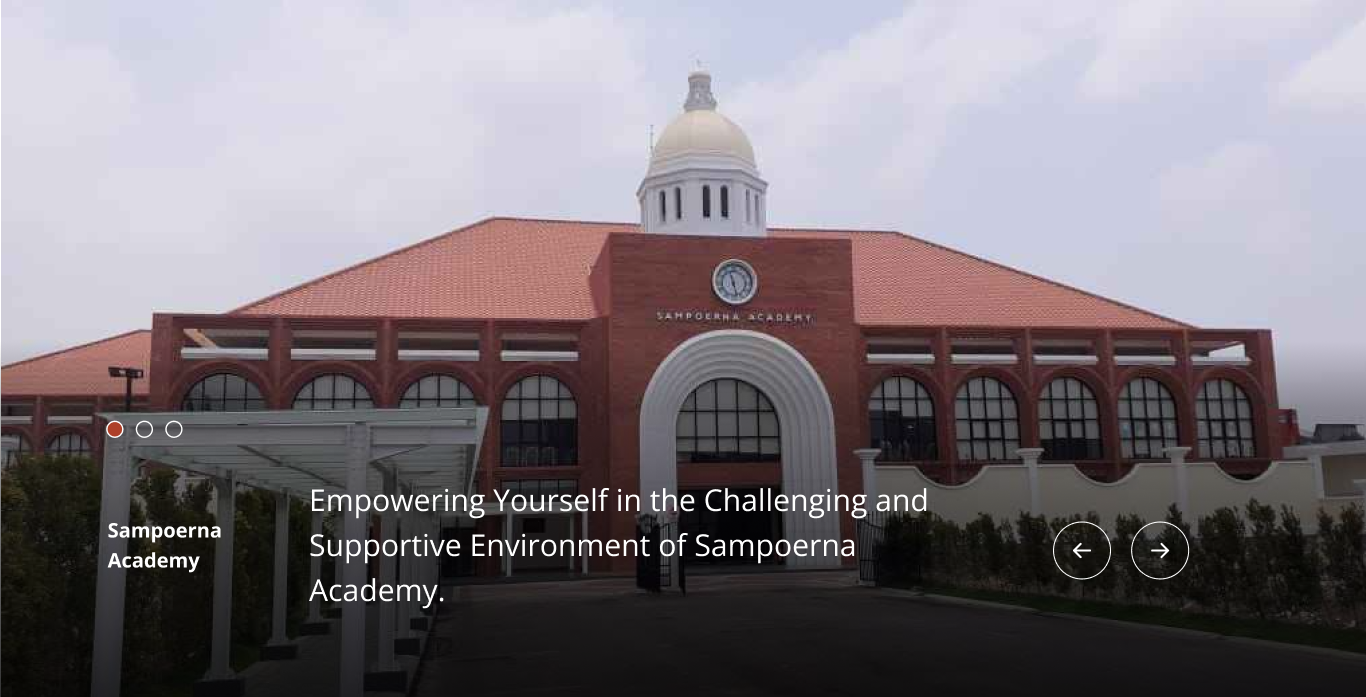 SAMPOERNA ACADEMY
Sampoerna
Academy
Empowering Yourself in the Challenging and
Supportive Environment of Sampoerna
Academy.